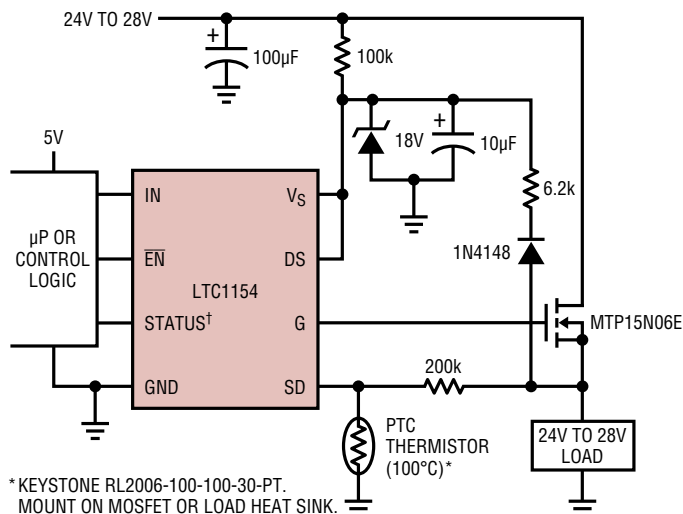 24V TO 28V
+
100µF
100k
18V
+
10µF
5V
6.2k
1N4148
µP OR
CONTROL
LOGIC
IN
EN
STATUS†
GND
LTC1154
VS
DS
G
SD
MTP15N06E
200k
PTC
THERMISTOR
(100°C)*
24V TO 28V
LOAD
*KEYSTONE RL2006-100-100-30-PT.
MOUNT ON MOSFET OR LOAD HEAT SINK.